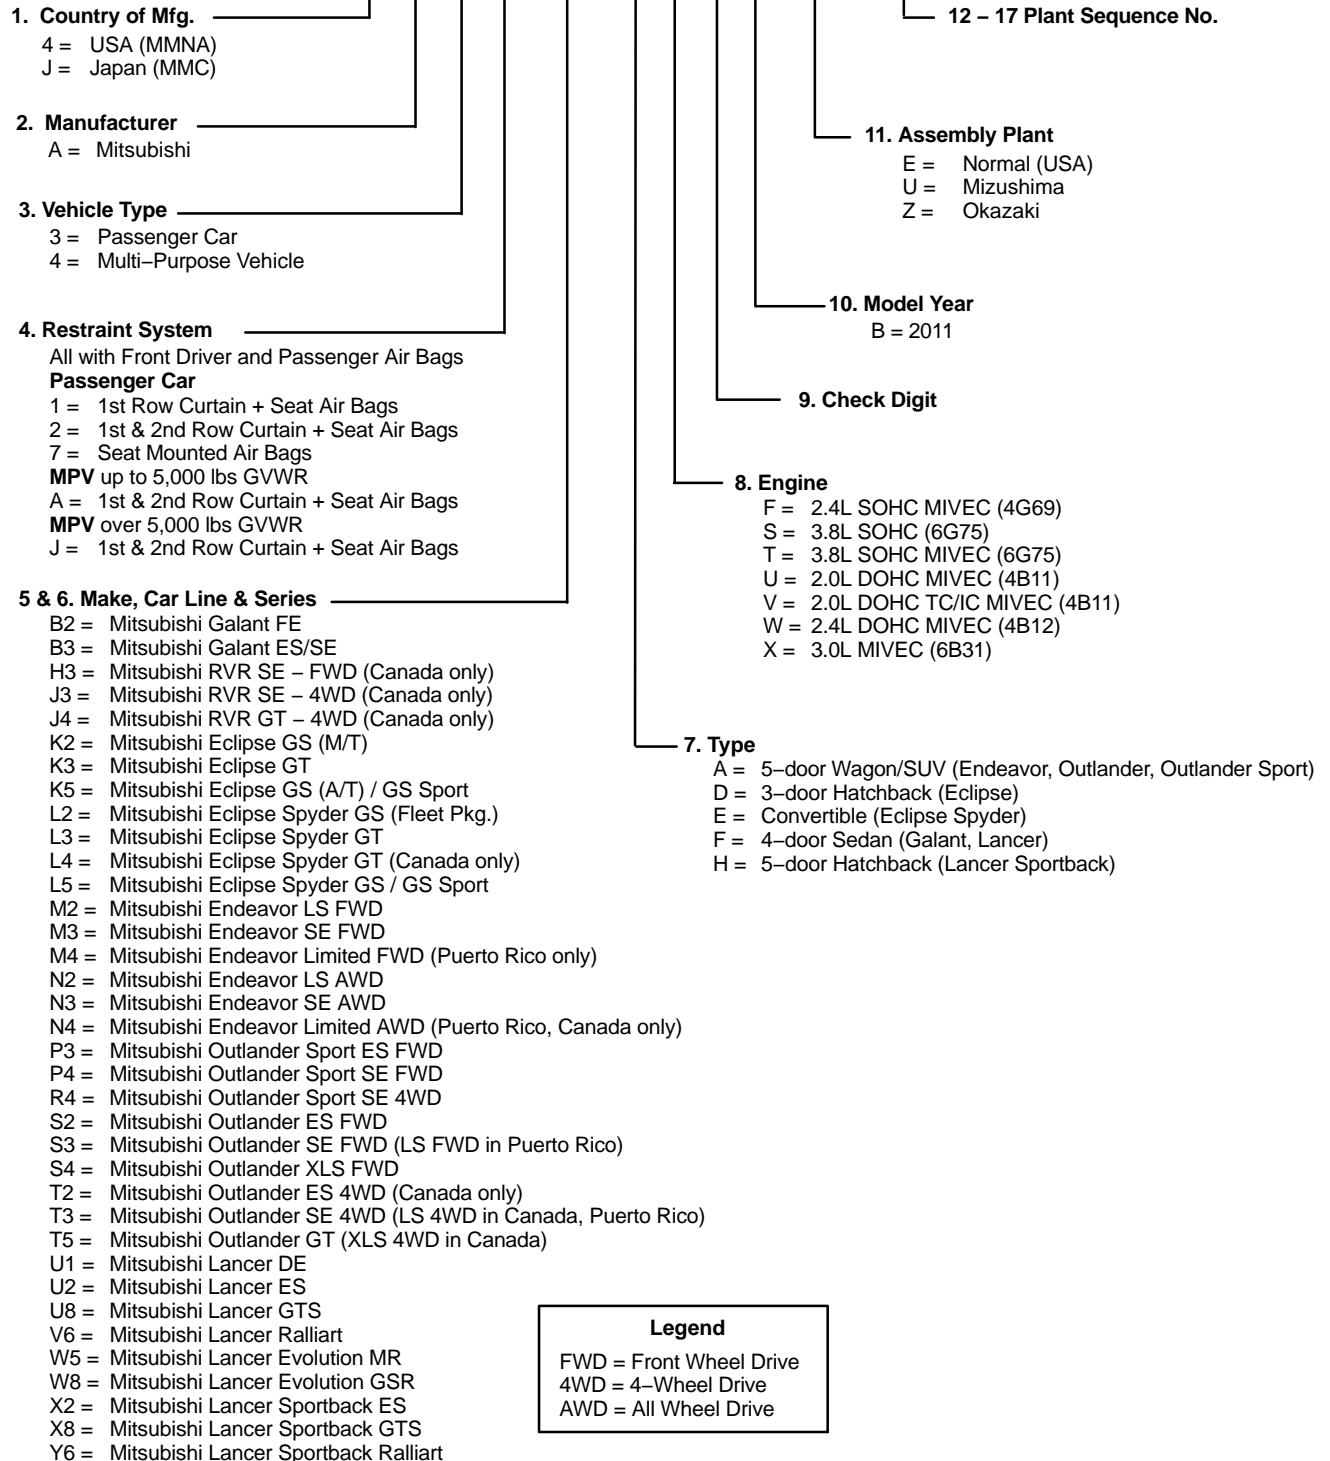 1. Country of Mfg.
4 = USA (MMNA)
J = Japan (MMC)
2. Manufacturer
A = Mitsubishi
3. Vehicle Type
3 = Passenger Car
4 = Multi−Purpose Vehicle
4. Restraint System
All with Front Driver and Passenger Air Bags
Passenger Car
1 = 1st Row Curtain + Seat Air Bags
2 = 1st & 2nd Row Curtain + Seat Air Bags
7 = Seat Mounted Air Bags
MPV up to 5,000 lbs GVWR
A = 1st & 2nd Row Curtain + Seat Air Bags
MPV over 5,000 lbs GVWR
J = 1st & 2nd Row Curtain + Seat Air Bags
5 & 6. Make, Car Line & Series
B2 = Mitsubishi Galant FE
B3 = Mitsubishi Galant ES/SE
H3 = Mitsubishi RVR SE − FWD (Canada only)
J3 = Mitsubishi RVR SE − 4WD (Canada only)
J4 = Mitsubishi RVR GT − 4WD (Canada only)
K2 = Mitsubishi Eclipse GS (M/T)
K3 = Mitsubishi Eclipse GT
K5 = Mitsubishi Eclipse GS (A/T) / GS Sport
L2 = Mitsubishi Eclipse Spyder GS (Fleet Pkg.)
L3 = Mitsubishi Eclipse Spyder GT
L4 = Mitsubishi Eclipse Spyder GT (Canada only)
L5 = Mitsubishi Eclipse Spyder GS / GS Sport
M2 = Mitsubishi Endeavor LS FWD
M3 = Mitsubishi Endeavor SE FWD
M4 = Mitsubishi Endeavor Limited FWD (Puerto Rico only)
N2 = Mitsubishi Endeavor LS AWD
N3 = Mitsubishi Endeavor SE AWD
N4 = Mitsubishi Endeavor Limited AWD (Puerto Rico, Canada only)
P3 = Mitsubishi Outlander Sport ES FWD
P4 = Mitsubishi Outlander Sport SE FWD
R4 = Mitsubishi Outlander Sport SE 4WD
S2 = Mitsubishi Outlander ES FWD
S3 = Mitsubishi Outlander SE FWD (LS FWD in Puerto Rico)
S4 = Mitsubishi Outlander XLS FWD
T2 = Mitsubishi Outlander ES 4WD (Canada only)
T3 = Mitsubishi Outlander SE 4WD (LS 4WD in Canada, Puerto Rico)
T5 = Mitsubishi Outlander GT (XLS 4WD in Canada)
U1 = Mitsubishi Lancer DE
U2 = Mitsubishi Lancer ES
U8 = Mitsubishi Lancer GTS
V6 = Mitsubishi Lancer Ralliart
W5 = Mitsubishi Lancer Evolution MR
W8 = Mitsubishi Lancer Evolution GSR
X2 = Mitsubishi Lancer Sportback ES
X8 = Mitsubishi Lancer Sportback GTS
Y6 = Mitsubishi Lancer Sportback Ralliart
12 − 17 Plant Sequence No.
11. Assembly Plant
E = Normal (USA)
U = Mizushima
Z = Okazaki
10. Model Year
B = 2011
9. Check Digit
8. Engine
F = 2.4L SOHC MIVEC (4G69)
S = 3.8L SOHC (6G75)
T = 3.8L SOHC MIVEC (6G75)
U = 2.0L DOHC MIVEC (4B11)
V = 2.0L DOHC TC/IC MIVEC (4B11)
W = 2.4L DOHC MIVEC (4B12)
X = 3.0L MIVEC (6B31)
7. Type
A = 5−door Wagon/SUV (Endeavor, Outlander, Outlander Sport)
D = 3−door Hatchback (Eclipse)
E = Convertible (Eclipse Spyder)
F = 4−door Sedan (Galant, Lancer)
H = 5−door Hatchback (Lancer Sportback)
Legend
FWD = Front Wheel Drive
4WD = 4−Wheel Drive
AWD = All Wheel Drive